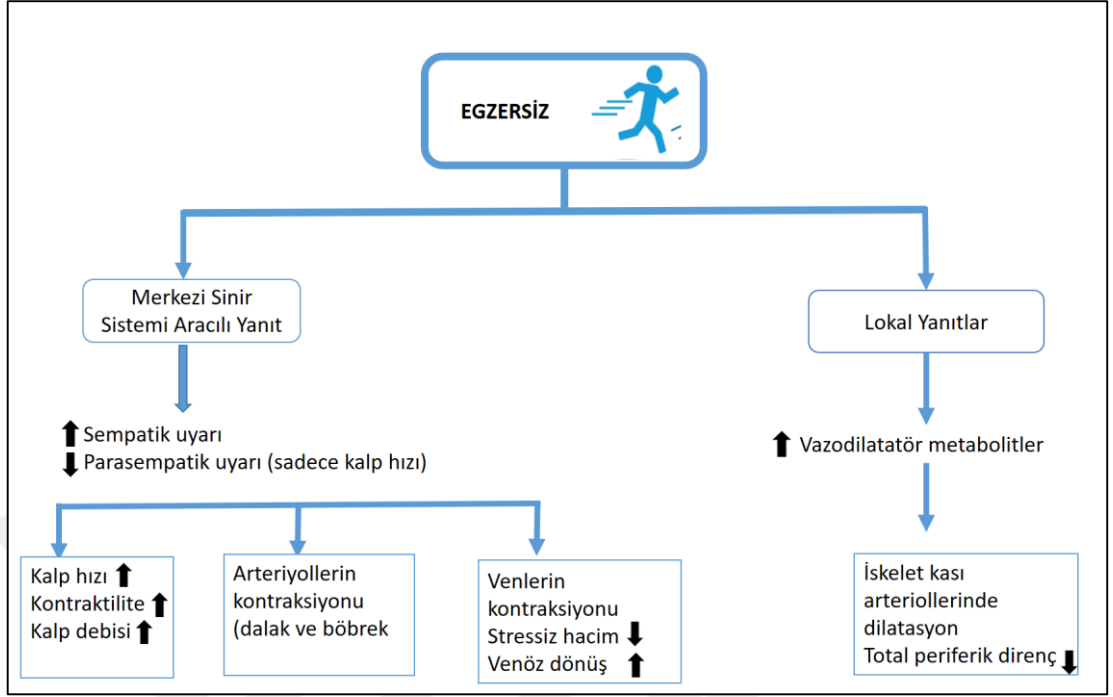 EGZERSİZ
Merkezi Sinir
Sistemi Aracılı Yanıt
Lokal Yanıtlar
Sempatik uyarı
Parasempatik uyarı (sadece kalp hızı)
Vazodilatatör metabolitler
Kalp hızı
Kontraktilite
Kalp debisi
Arteriyollerin
kontraksiyonu
(dalak ve böbrek
Venlerin
kontraksiyonu
Stressiz hacim
Venöz dönüş
İskelet kası
arteriollerinde
dilatasyon
Total periferik direnç